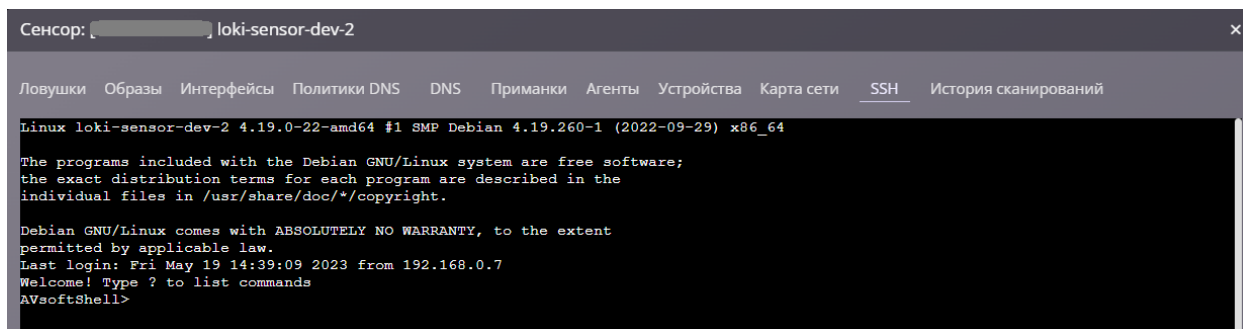 Сенсор: [ ] loki-sensor-dev-2 ×
Ловушки Образы Интерфейсы Политики DNS DNS Приманки Агенты Устройства Карта сети SSH История сканирований
Linux loki-sensor-dev-2 4.19.0-22-amd64 #1 SMP Debian 4.19.260-1 (2022-09-29) x86_64
The programs included with the Debian GNU/Linux system are free software;
the exact distribution terms for each program are described in the
individual files in /usr/share/doc/*/copyright.
Debian GNU/Linux comes with ABSOLUTELY NO WARRANTY, to the extent
permitted by applicable law.
Last login: Fri May 19 14:39:09 2023 from 192.168.0.7
Welcome! Type ? to list commands
AVsoftShell>